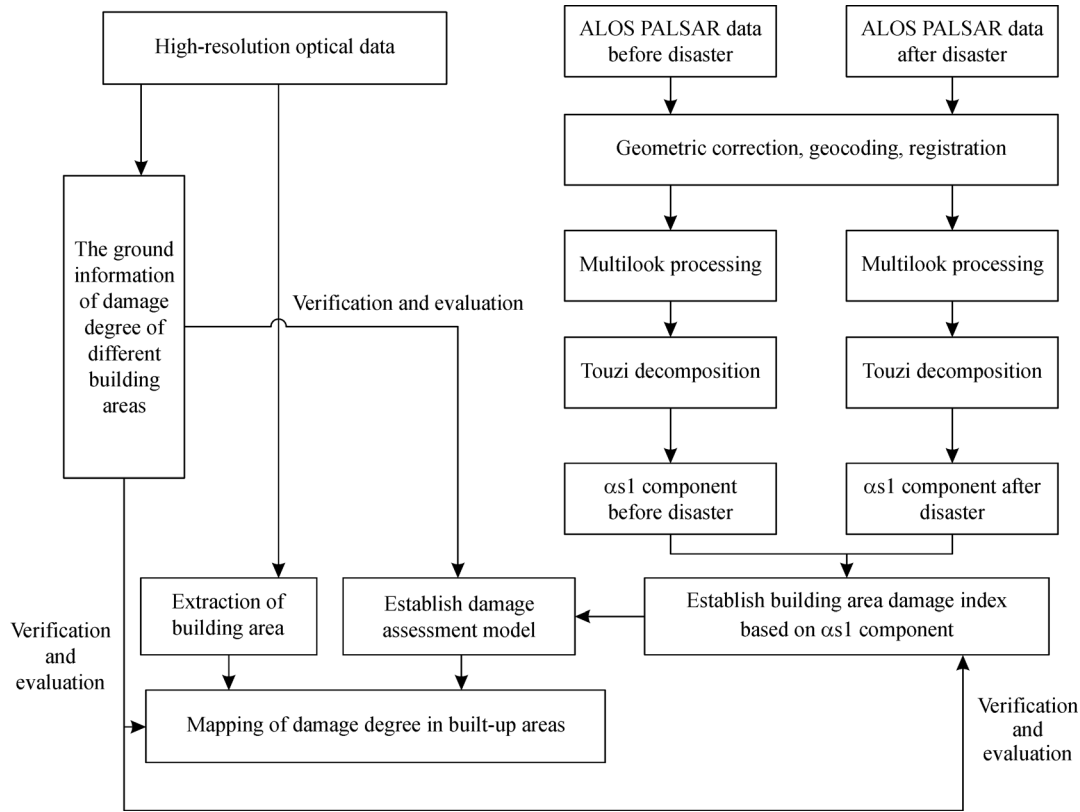 High-resolution optical data
ALOS PALSAR data
before disaster
ALOS PALSAR data
after disaster
Geometric correction, geocoding, registration
The ground
information
of damage
degree of
different
building
areas
Verification and evaluation
Multilook processing
Multilook processing
Touzi decomposition
Touzi decomposition
αs1 component
before disaster
αs1 component after
disaster
Extraction of
building area
Establish damage
assessment model
Establish building area damage index
based on αs1 component
Verification
and
evaluation
Mapping of damage degree in built-up areas
Verification
and
evaluation